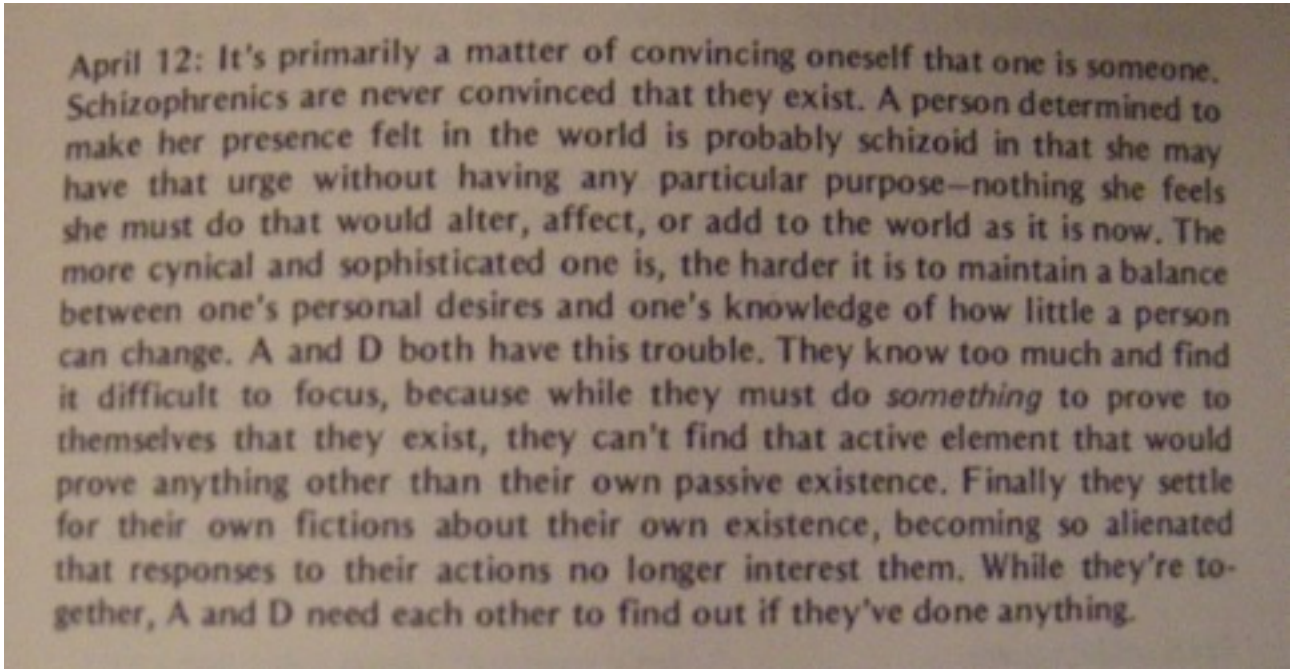 April 12: It's primarily a matter of convincing oneself that one is someone.
Schizophrenics are never convinced that they exist. A person determined to
make her presence felt in the world is probably schizoid in that she may
have that urge without having any particular purpose—nothing she feels
she must do that would alter, affect, or add to the world as it is now. The
more cynical and sophisticated one is, the harder it is to maintain a balance
between one's personal desires and one's knowledge of how little a person
can change. A and D both have this trouble. They know too much and find
it difficult to focus, because while they must do something to prove to
themselves that they exist, they can't find that active element that would
prove anything other than their own passive existence. Finally they settle
for their own fictions about their own existence, becoming so alienated
that responses to their actions no longer interest them. While they're to-
gether, A and D need each other to find out if they've done anything.